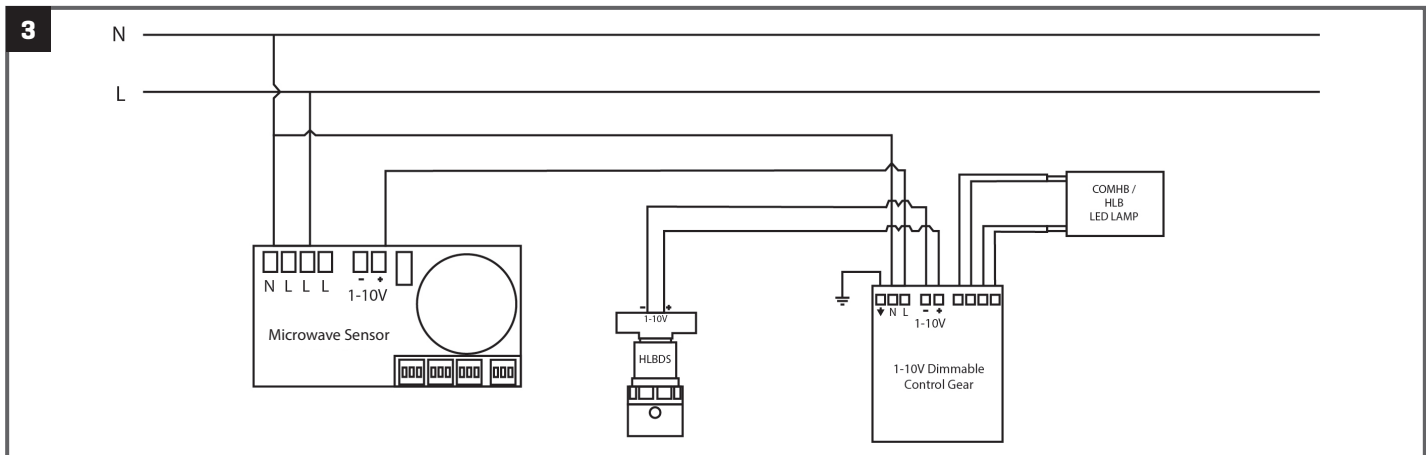 3
N
L
N L L L
- +
1-10V
Microwave Sensor
- +
1-10V
HLBDS
N L
- +
1-10V
1-10V Dimmable
Control Gear
COMHB /
HLB
LED LAMP